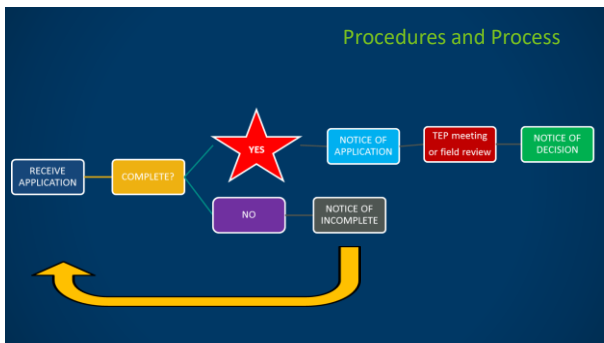 Procedures and Process
RECEIVE
APPLICATION
COMPLETE?
YES
NOTICE OF
APPLICATION
TEP meeting
or field review
NOTICE OF
DECISION
NO
NOTICE OF
INCOMPLETE